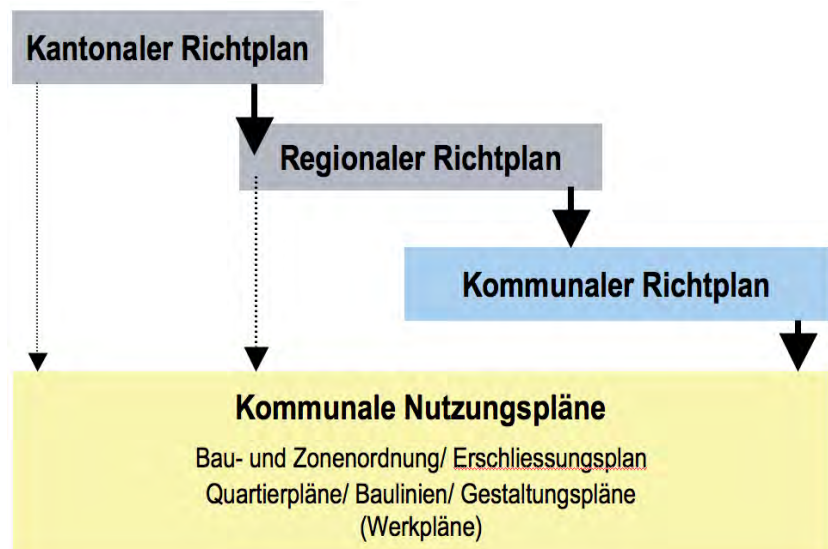 Kantonaler Richtplan
Regionaler Richtplan
Kommunaler Richtplan
Kommunale Nutzungspläne
Bau- und Zonenordnung/ Erschliessungsplan
Quartierpläne/ Baulinien/ Gestaltungspläne
(Werkpläne)